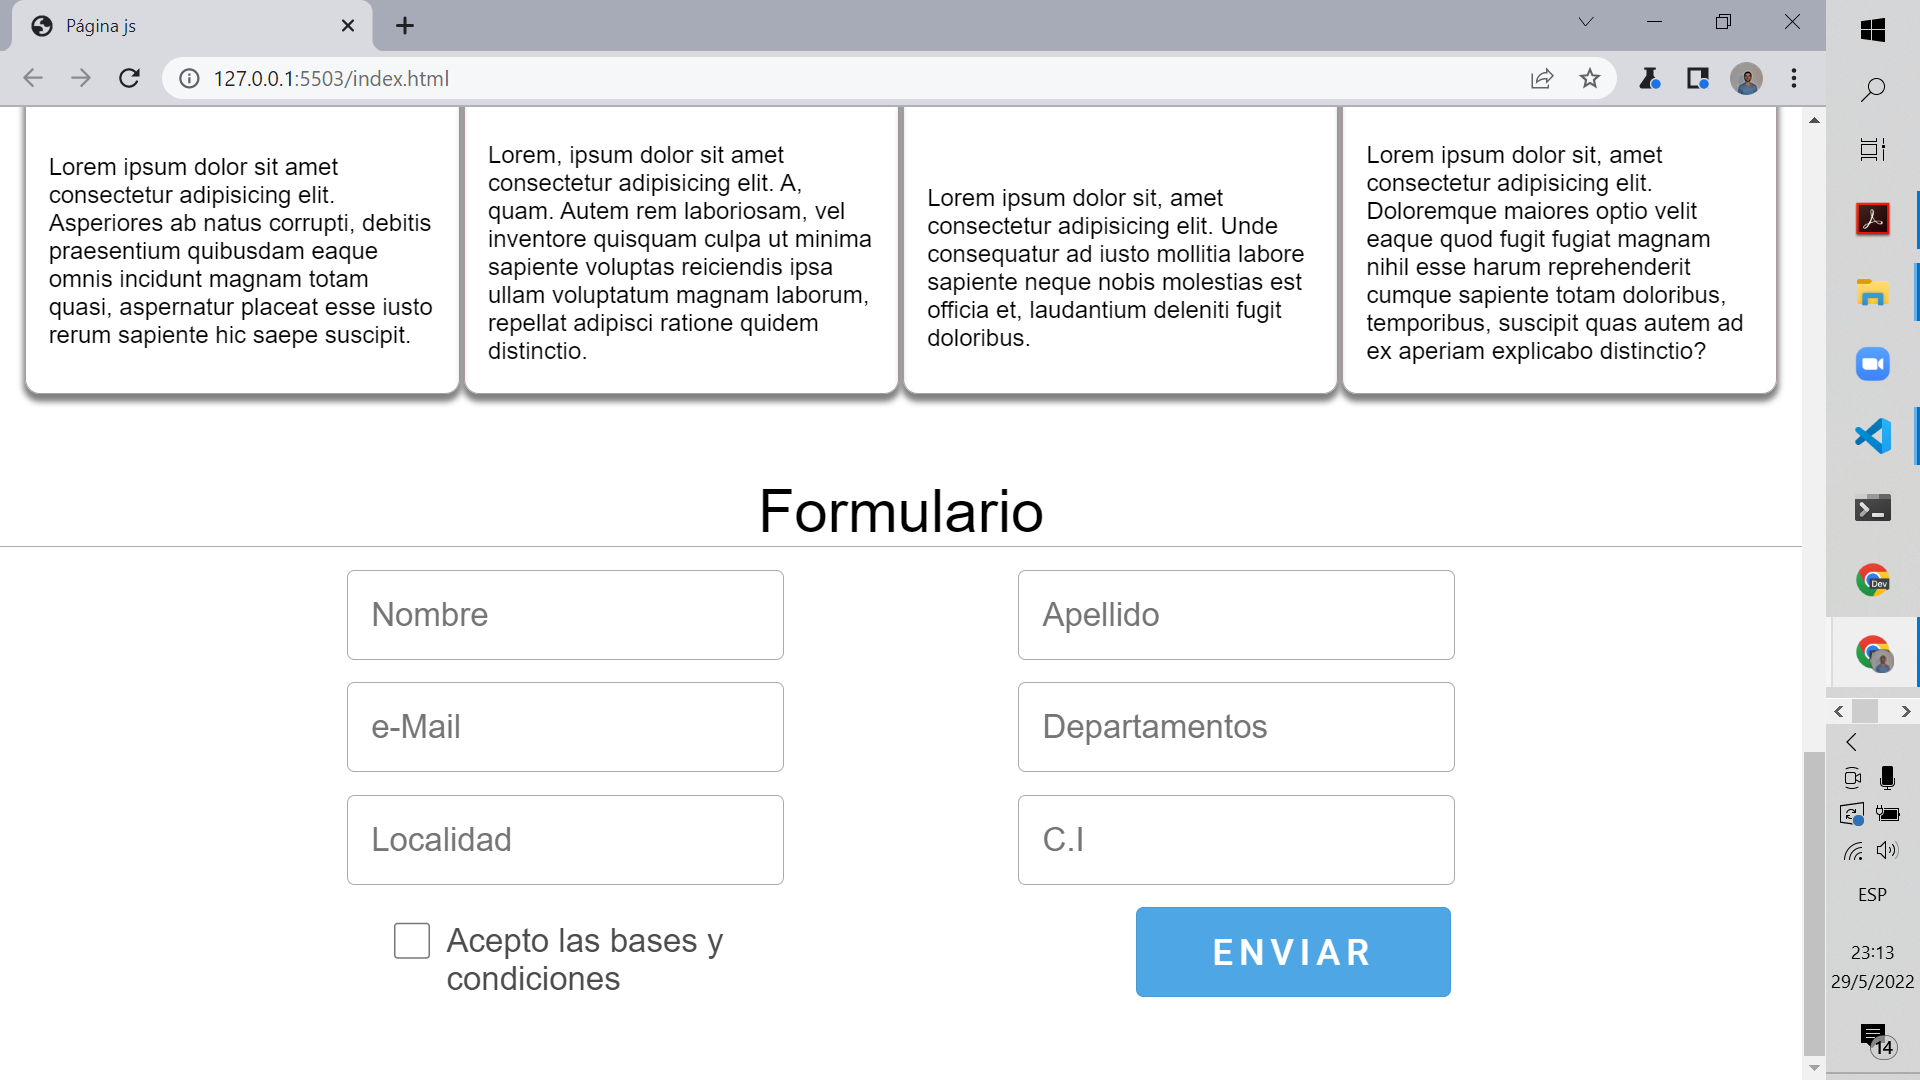 Página js
127.0.0.1:5503/index.html
Lorem ipsum dolor sit amet
consectetur adipisicing elit.
Asperiores ab natus corrupti, debitis
praesentium quibusdam eaque
omnis incidunt magnam totam
quasi, aspernatur placeat esse iusto
rerum sapiente hic saepe suscipit.
Lorem, ipsum dolor sit amet
consectetur adipisicing elit. A,
quam. Autem rem laboriosam, vel
inventore quisquam culpa ut minima
sapiente voluptas reiciendis ipsa
ullam voluptatum magnam laborum,
repellat adipisci ratione quidem
distinctio.
Lorem ipsum dolor sit, amet
consectetur adipisicing elit. Unde
consequatur ad iusto mollitia labore
sapiente neque nobis molestias est
officia et, laudantium deleniti fugit
doloribus.
Lorem ipsum dolor sit, amet
consectetur adipisicing elit.
Doloremque maiores optio velit
eaque quod fugit fugiat magnam
nihil esse harum reprehenderit
cumque sapiente totam doloribus,
temporibus, suscipit quas autem ad
ex aperiam explicabo distinctio?
Formulario
Nombre
Apellido
e-Mail
Departamentos
Localidad
C.I
Acepto las bases y
condiciones
ENVIAR
Dev
ESP
23:13
29/5/2022
14